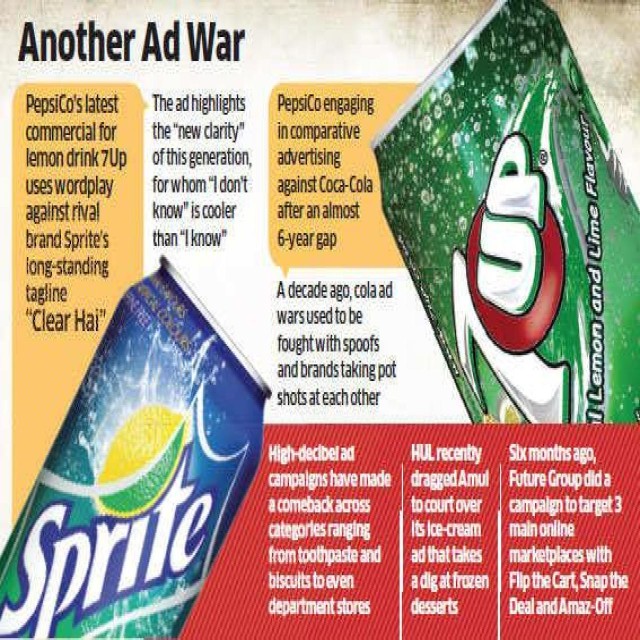 Another Ad War
PepsiCo's latest
commercial for
lemon drink 7Up
uses wordplay
against rival
brand Sprite's
long-standing
tagline
"Clear Hai"
The ad highlights
the "new clarity"
of this generation,
for whom "I don't
know" is cooler
than "I know"
PepsiCo engaging
in comparative
advertising
against Coca-Cola
after an almost
6-year gap
A decade ago, cola ad
wars used to be
fought with spoofs
and brands taking pot
shots at each other
High-decibel ad
campaigns have made
a comeback across
categories ranging
from toothpaste and
biscuits to even
department stores
HUL recently
dragged Amul
to court over
its ice-cream
ad that takes
a dig at frozen
desserts
Six months ago,
Future Group did a
campaign to target 3
main online
marketplaces with
Flip the Cart, Snap the
Deal and Amaz-Off
Sprite
7UP®
Lemon and Lime Flavour